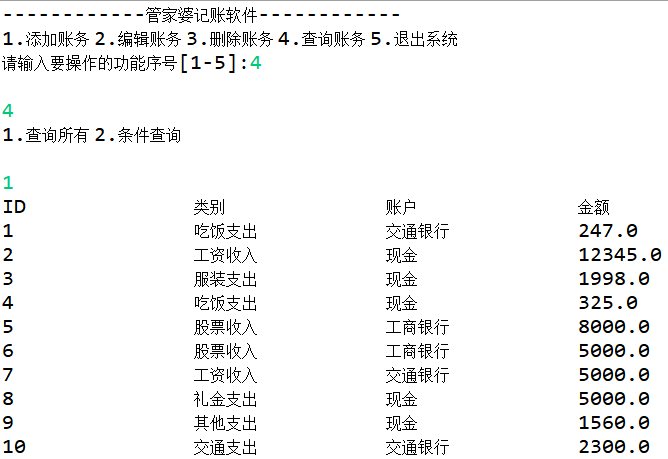 ------------管家婆记账软件------------
1.添加账务 2.编辑账务 3.删除账务 4.查询账务 5.退出系统
请输入要操作的功能序号[1-5]:4
4
1.查询所有 2.条件查询
1
ID 类别 账户 金额
1 吃饭支出 交通银行 247.0
2 工资收入 现金 12345.0
3 服装支出 现金 1998.0
4 吃饭支出 现金 325.0
5 股票收入 工商银行 8000.0
6 股票收入 工商银行 5000.0
7 工资收入 交通银行 5000.0
8 礼金支出 现金 5000.0
9 其他支出 现金 1560.0
10 交通支出 交通银行 2300.0